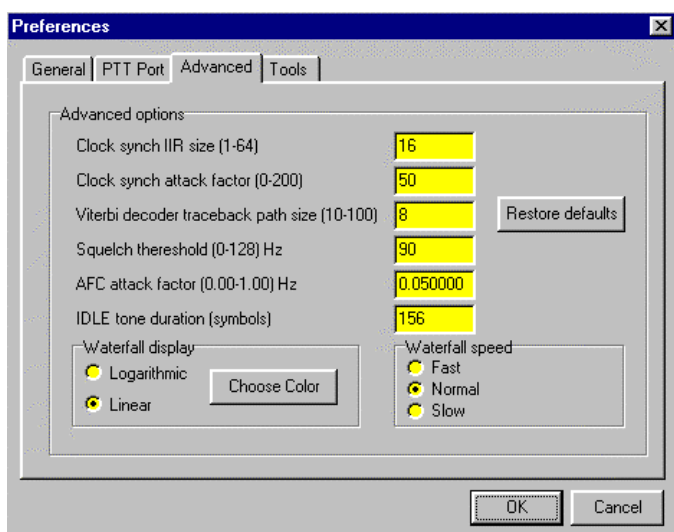 Preferences
General PTT Port Advanced Tools
Advanced options
Clock synch IIR size (1-64) 16
Clock synch attack factor (0-200) 50
Viterbi decoder traceback path size (10-100) 8
Restore defaults
Squelch thereshold (0-128) Hz 90
AFC attack factor (0.00-1.00) Hz 0.050000
IDLE tone duration (symbols) 156
Waterfall display
Logarithmic
Linear
Choose Color
Waterfall speed
Fast
Normal
Slow
OK Cancel